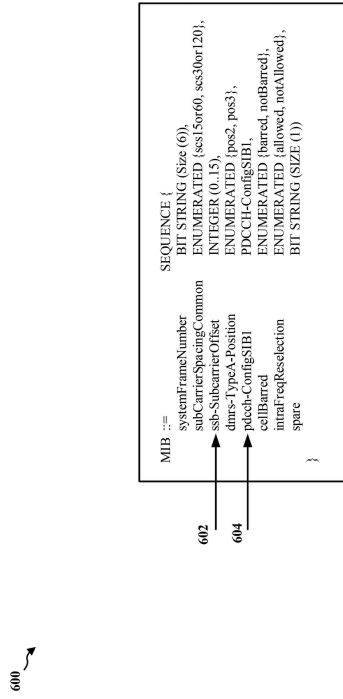 600
MIB ::= SEQUENCE {
systemFrameNumber BIT STRING (Size (6)),
subCarrierSpacingCommon ENUMERATED {scs15or60, scs30or120},
602 ssb-SubcarrierOffset INTEGER (0..15),
dmrs-TypeA-Position ENUMERATED {pos2, pos3},
604 pdcch-ConfigSIB1 PDCCH-ConfigSIB1,
cellBarred ENUMERATED {barred, notBarred},
intraFreqReselection ENUMERATED {allowed, notAllowed},
spare BIT STRING (SIZE (1))
}